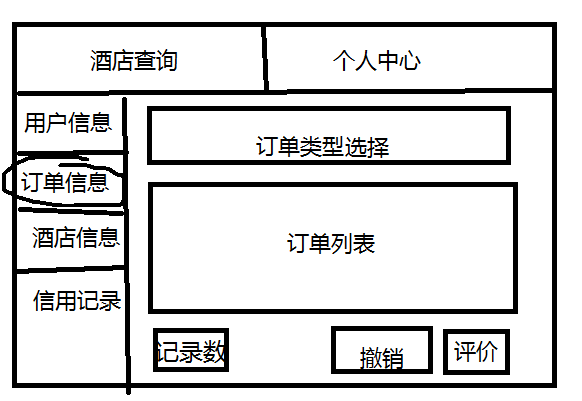 酒店查询
个人中心
用户信息
订单信息
酒店信息
信用记录
订单类型选择
订单列表
记录数
撤销
评价